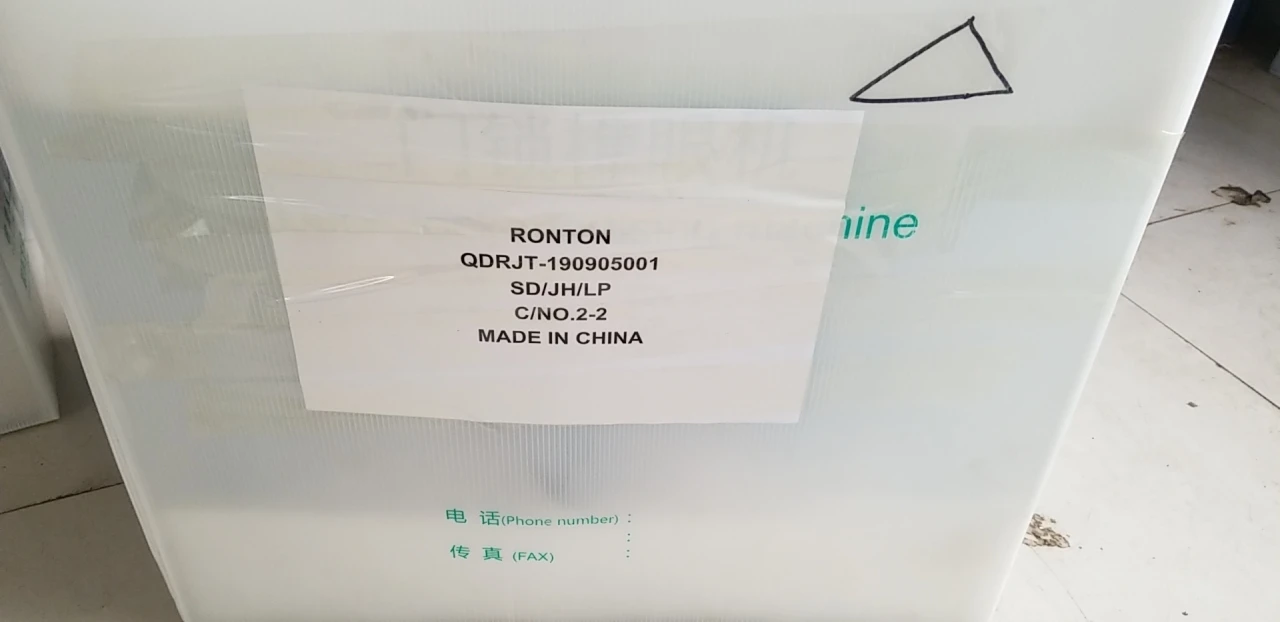 RONTON
QDRJT-190905001
SD/JH/LP
C/NO.2-2
MADE IN CHINA
hine
电 话(Phone number) :
:
传 真 (FAX) :